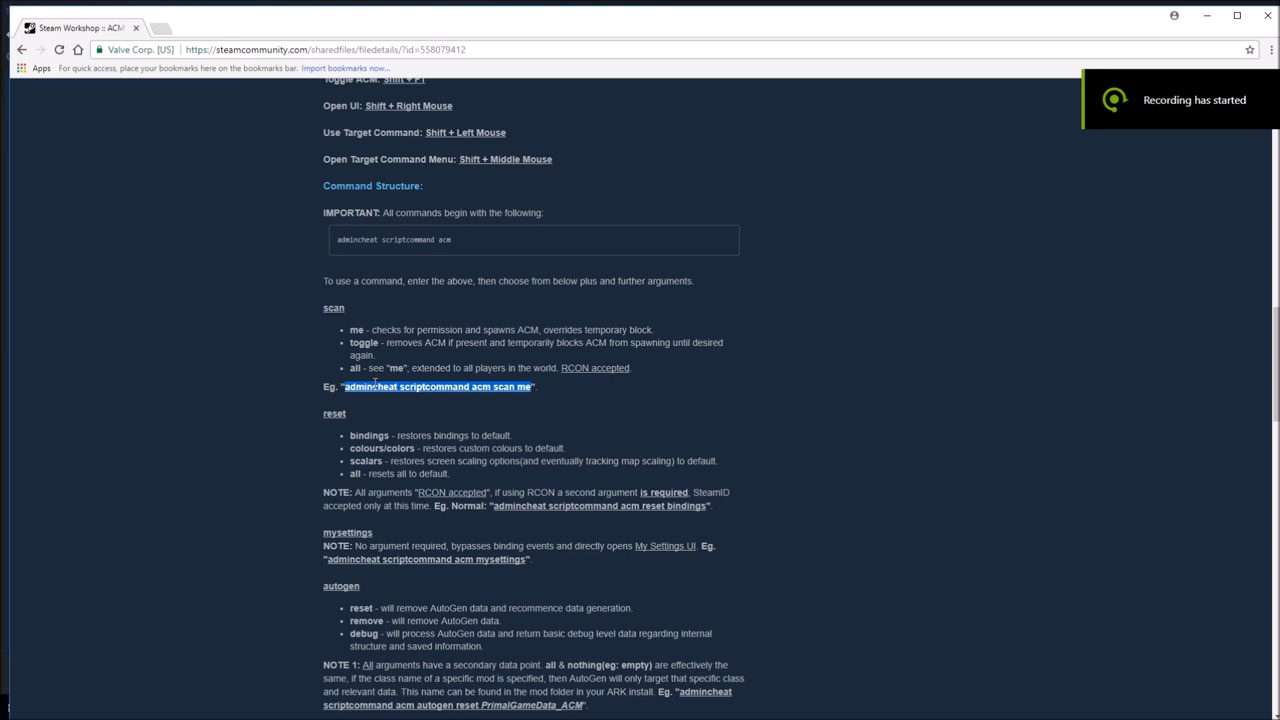 Steam Workshop :: ACM
Valve Corp. [US]
https://steamcommunity.com/sharedfiles/filedetails/?id=558079412
Apps
For quick access, place your bookmarks here on the bookmarks bar. Import bookmarks now...
Recording has started
Toggle ACM: Shift + F1
Open UI: Shift + Right Mouse
Use Target Command: Shift + Left Mouse
Open Target Command Menu: Shift + Middle Mouse
Command Structure:
IMPORTANT: All commands begin with the following:
admincheat scriptcommand acm
To use a command, enter the above, then choose from below plus and further arguments.
scan
• me - checks for permission and spawns ACM, overrides temporary block.
• toggle - removes ACM if present and temporarily blocks ACM from spawning until desired
again.
• all - see "me"; extended to all players in the world. RCON accepted.
Eg. "admincheat scriptcommand acm scan me".
reset
• bindings - restores bindings to default.
• colours/colors - restores custom colours to default.
• scalars - restores screen scaling options(and eventually tracking map scaling) to default.
• all - resets all to default.
NOTE: All arguments "RCON accepted", if using RCON a second argument is required, SteamID
accepted only at this time. Eg. Normal: "admincheat scriptcommand acm reset bindings".
mysettings
NOTE: No argument required, bypasses binding events and directly opens My Settings UI. Eg.
"admincheat scriptcommand acm mysettings".
autogen
• reset - will remove AutoGen data and recommence data generation.
• remove - will remove AutoGen data.
• debug - will process AutoGen data and return basic debug level data regarding internal
structure and saved information.
NOTE 1: All arguments have a secondary data point. all & nothing(eg: empty) are effectively the
same, if the class name of a specific mod is specified, then AutoGen will only target that specific class
and relevant data. This name can be found in the mod folder in your ARK install. Eg. "admincheat
scriptcommand acm autogen reset PrimalGameData_ACM".